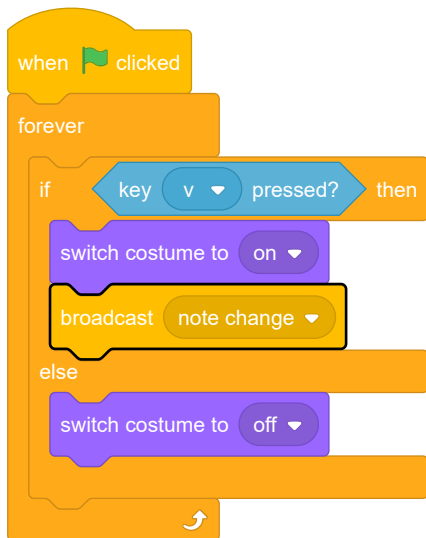 when clicked
forever
if key v pressed? then
switch costume to on
broadcast note change
else
switch costume to off